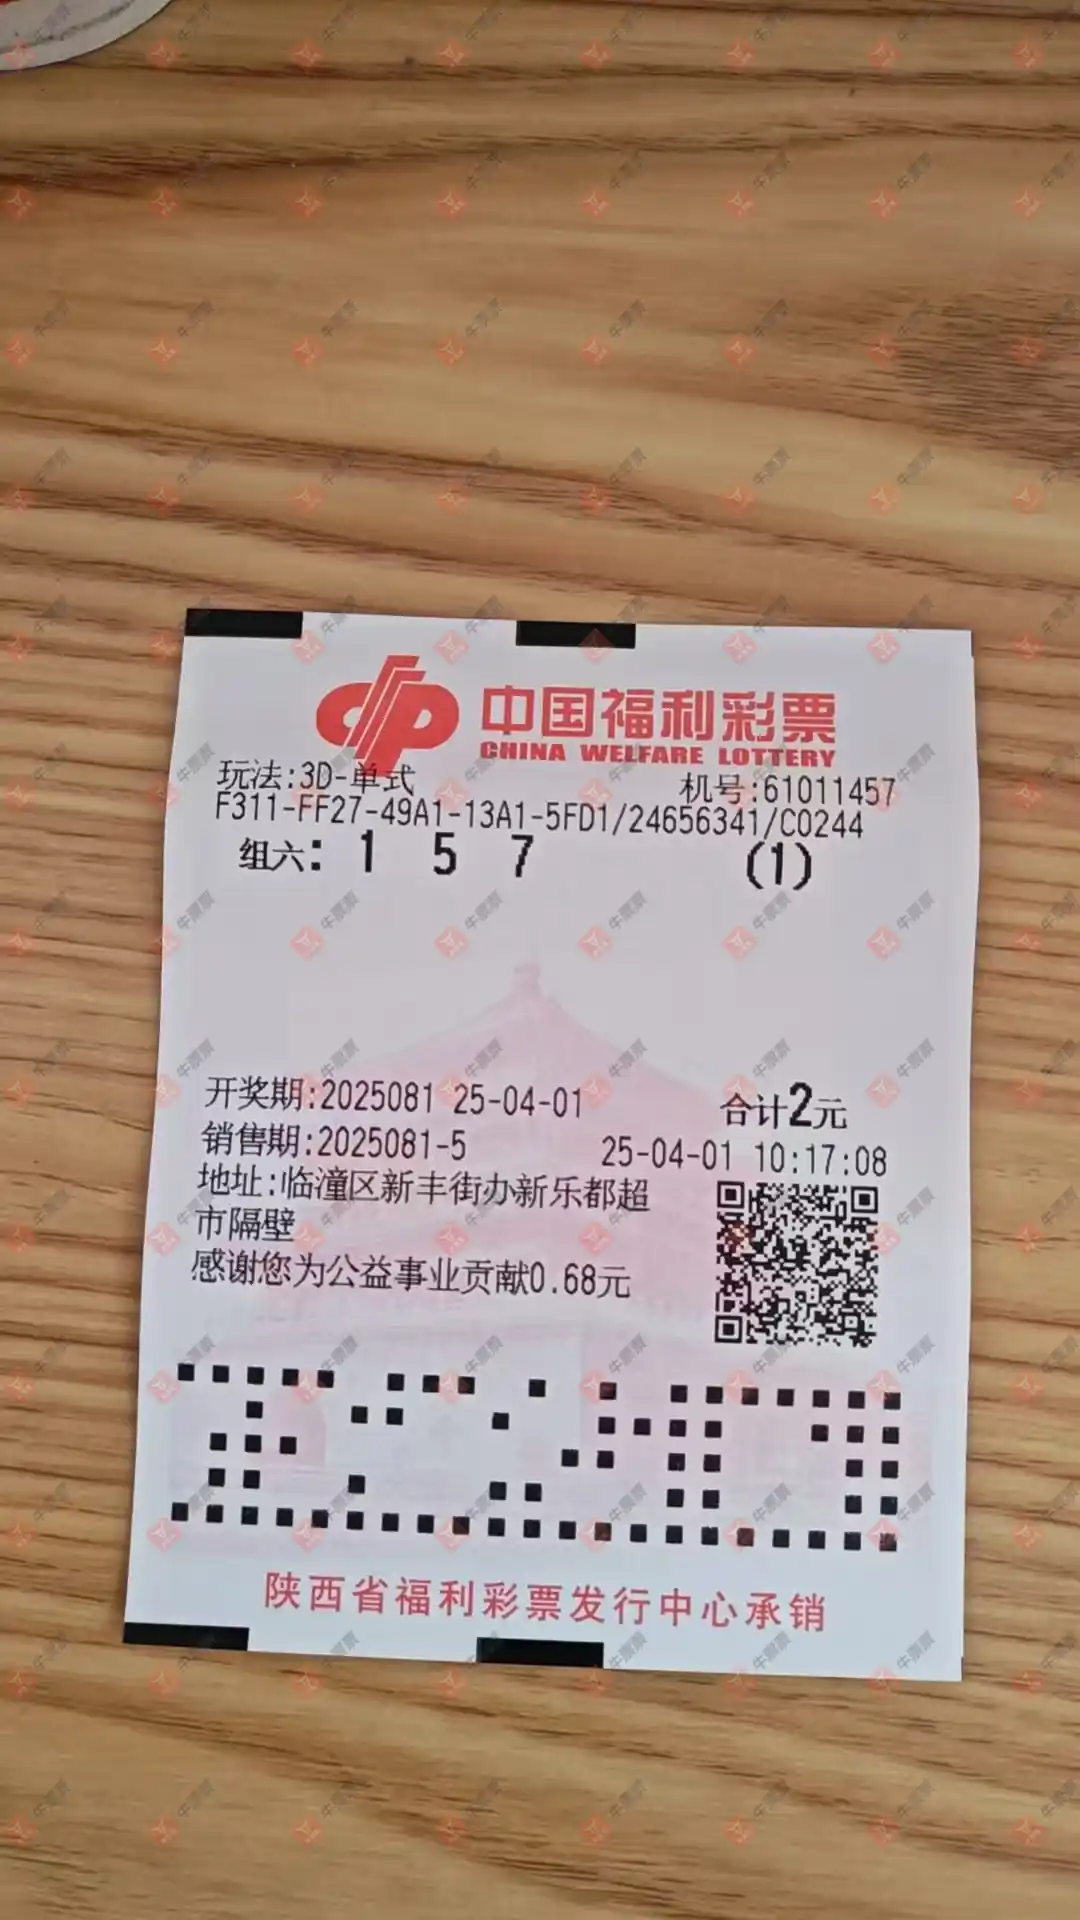 中国福利彩票
CHINA WELFARE LOTTERY
玩法:3D-单式 机号:61011457
F311-FF27-49A1-13A1-5FD1/24656341/C0244
组六: 1 5 7 (1)
开奖期:2025081 25-04-01 合计2元
销售期:2025081-5 25-04-01 10:17:08
地址:临潼区新丰街办新乐都超
市隔壁
感谢您为公益事业贡献0.68元
陕西省福利彩票发行中心承销
牛票票